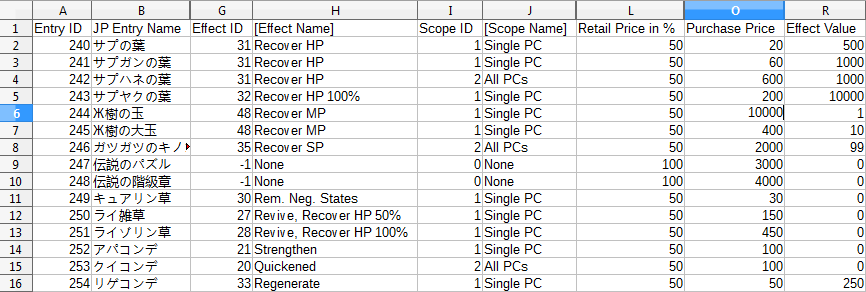 A B G H I J L O R
1 Entry ID JP Entry Name Effect ID [Effect Name] Scope ID [Scope Name] Retail Price in % Purchase Price Effect Value
2 240 サプの葉 31 Recover HP 1 Single PC 50 20 500
3 241 サプガンの葉 31 Recover HP 1 Single PC 50 60 1000
4 242 サプハネの葉 31 Recover HP 2 All PCs 50 600 1000
5 243 サプヤクの葉 32 Recover HP 100% 1 Single PC 50 200 10000
6 244 Ж樹の玉 48 Recover MP 1 Single PC 50 10000 1
7 245 Ж樹の大玉 48 Recover MP 1 Single PC 50 400 10
8 246 ガツガツのキノ 35 Recover SP 2 All PCs 50 2000 99
9 247 伝説のパズル -1 None 0 None 100 3000 0
10 248 伝説の階級章 -1 None 0 None 100 4000 0
11 249 キュアリン草 30 Rem. Neg. States 1 Single PC 50 30 0
12 250 ライ雑草 27 Revive, Recover HP 50% 1 Single PC 50 150 0
13 251 ライゾリン草 28 Revive, Recover HP 100% 1 Single PC 50 450 0
14 252 アパコンデ 21 Strengthen 1 Single PC 50 100 0
15 253 クイコンデ 20 Quickened 2 All PCs 50 100 0
16 254 リゲコンデ 33 Regenerate 1 Single PC 50 50 250